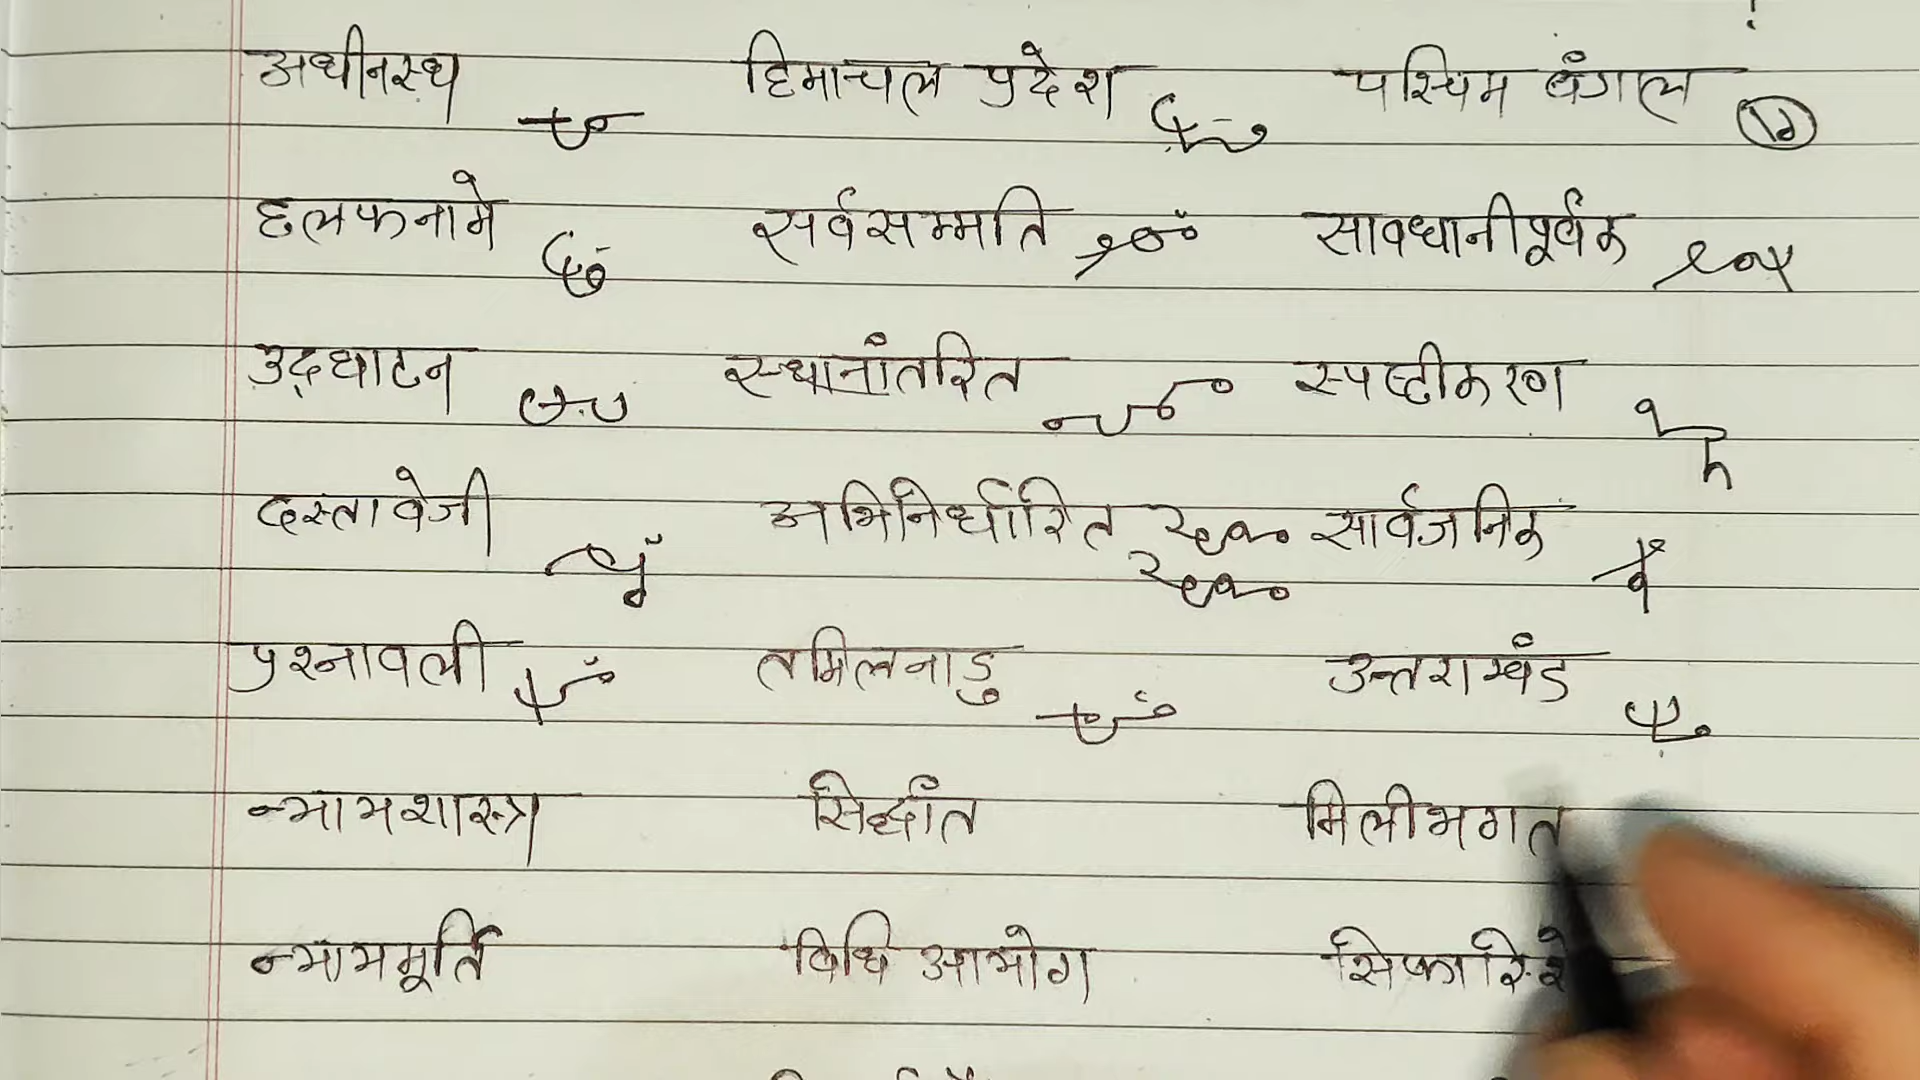 अधीनस्थ हिमाचल प्रदेश पश्चिम बंगाल
हलफनामे सर्वसम्मति सावधानीपूर्वक
उद्घाटन स्थानांतरित स्पष्टीकरण
दस्तावेजी अभिनिर्धारित सार्वजनिक
प्रश्नावली तमिलनाडु उत्तराखंड
न्यायशास्त्र सिद्धांत मिलीभगत
न्यायमूर्ति विधि आयोग